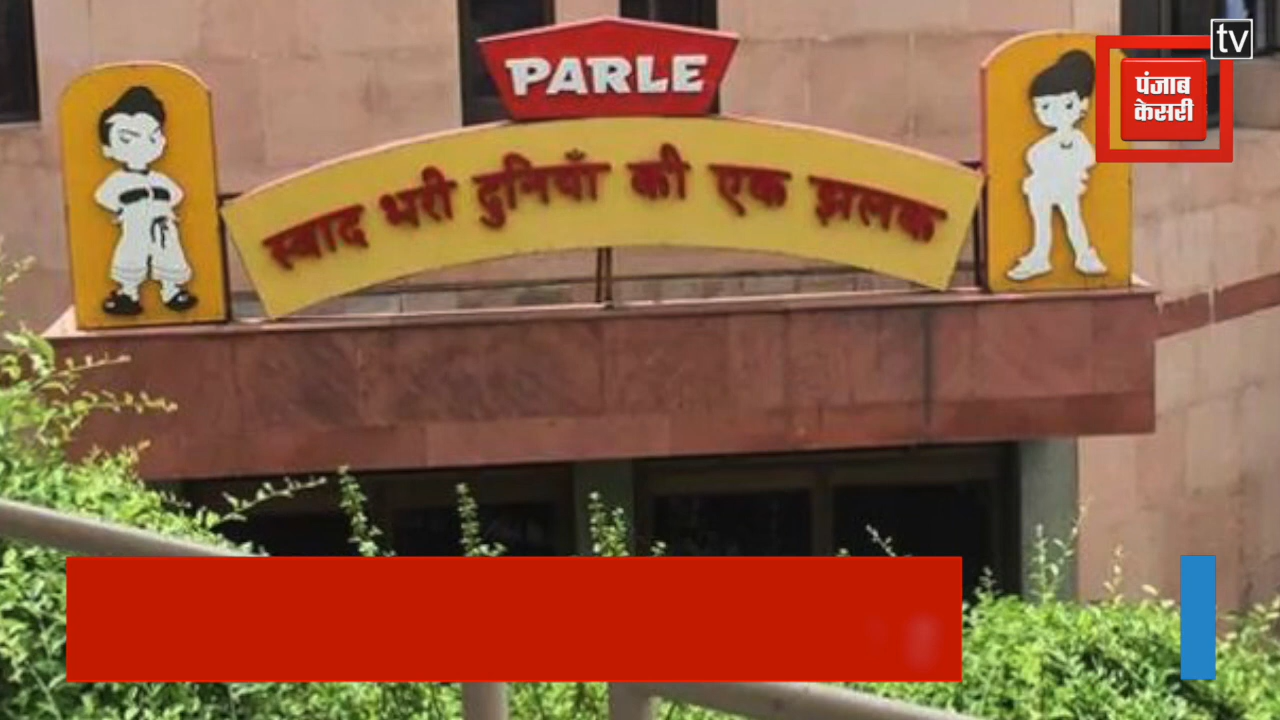 tv
PARLE
पंजाब
केसरी
स्वाद भरी दुनियाँ की एक झलक